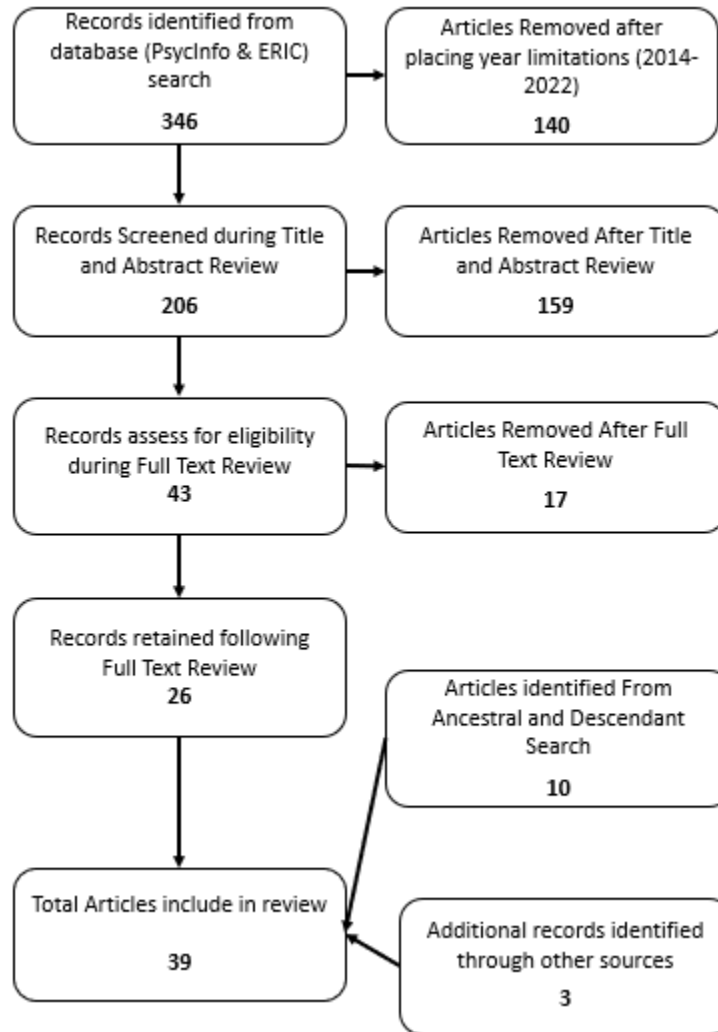 Records identified from
database (PsycInfo & ERIC)
search
346
Articles Removed after
placing year limitations (2014-
2022)
140
Records Screened during Title
and Abstract Review
206
Articles Removed After Title
and Abstract Review
159
Records assess for eligibility
during Full Text Review
43
Articles Removed After Full
Text Review
17
Records retained following
Full Text Review
26
Articles identified From
Ancestral and Descendant
Search
10
Total Articles include in review
39
Additional records identified
through other sources
3